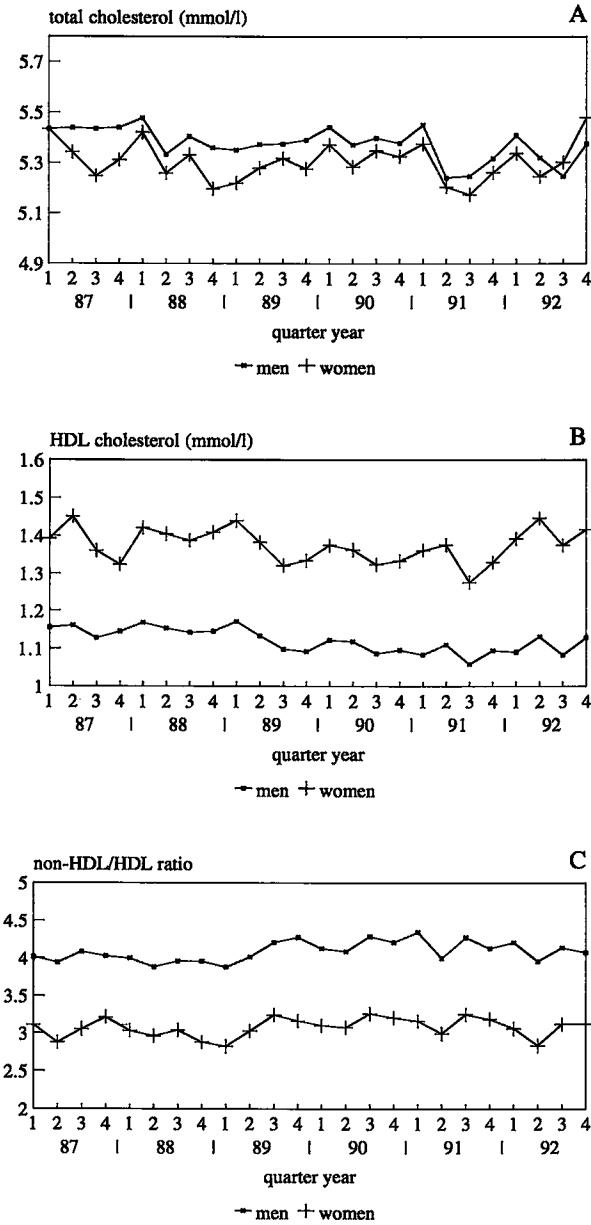 total cholesterol (mmol/l) A
5.7
5.5
5.3
5.1
4.9
1 2 3 4 1 2 3 4 1 2 3 4 1 2 3 4 1 2 3 4 1 2 3 4
87 | 88 | 89 | 90 | 91 | 92
quarter year
men women
HDL cholesterol (mmol/l) B
1.6
1.5
1.4
1.3
1.2
1.1
1
1 2 3 4 1 2 3 4 1 2 3 4 1 2 3 4 1 2 3 4 1 2 3 4
87 | 88 | 89 | 90 | 91 | 92
quarter year
men women
non-HDL/HDL ratio C
5
4.5
4
3.5
3
2.5
2
1 2 3 4 1 2 3 4 1 2 3 4 1 2 3 4 1 2 3 4 1 2 3 4
87 | 88 | 89 | 90 | 91 | 92
quarter year
men women